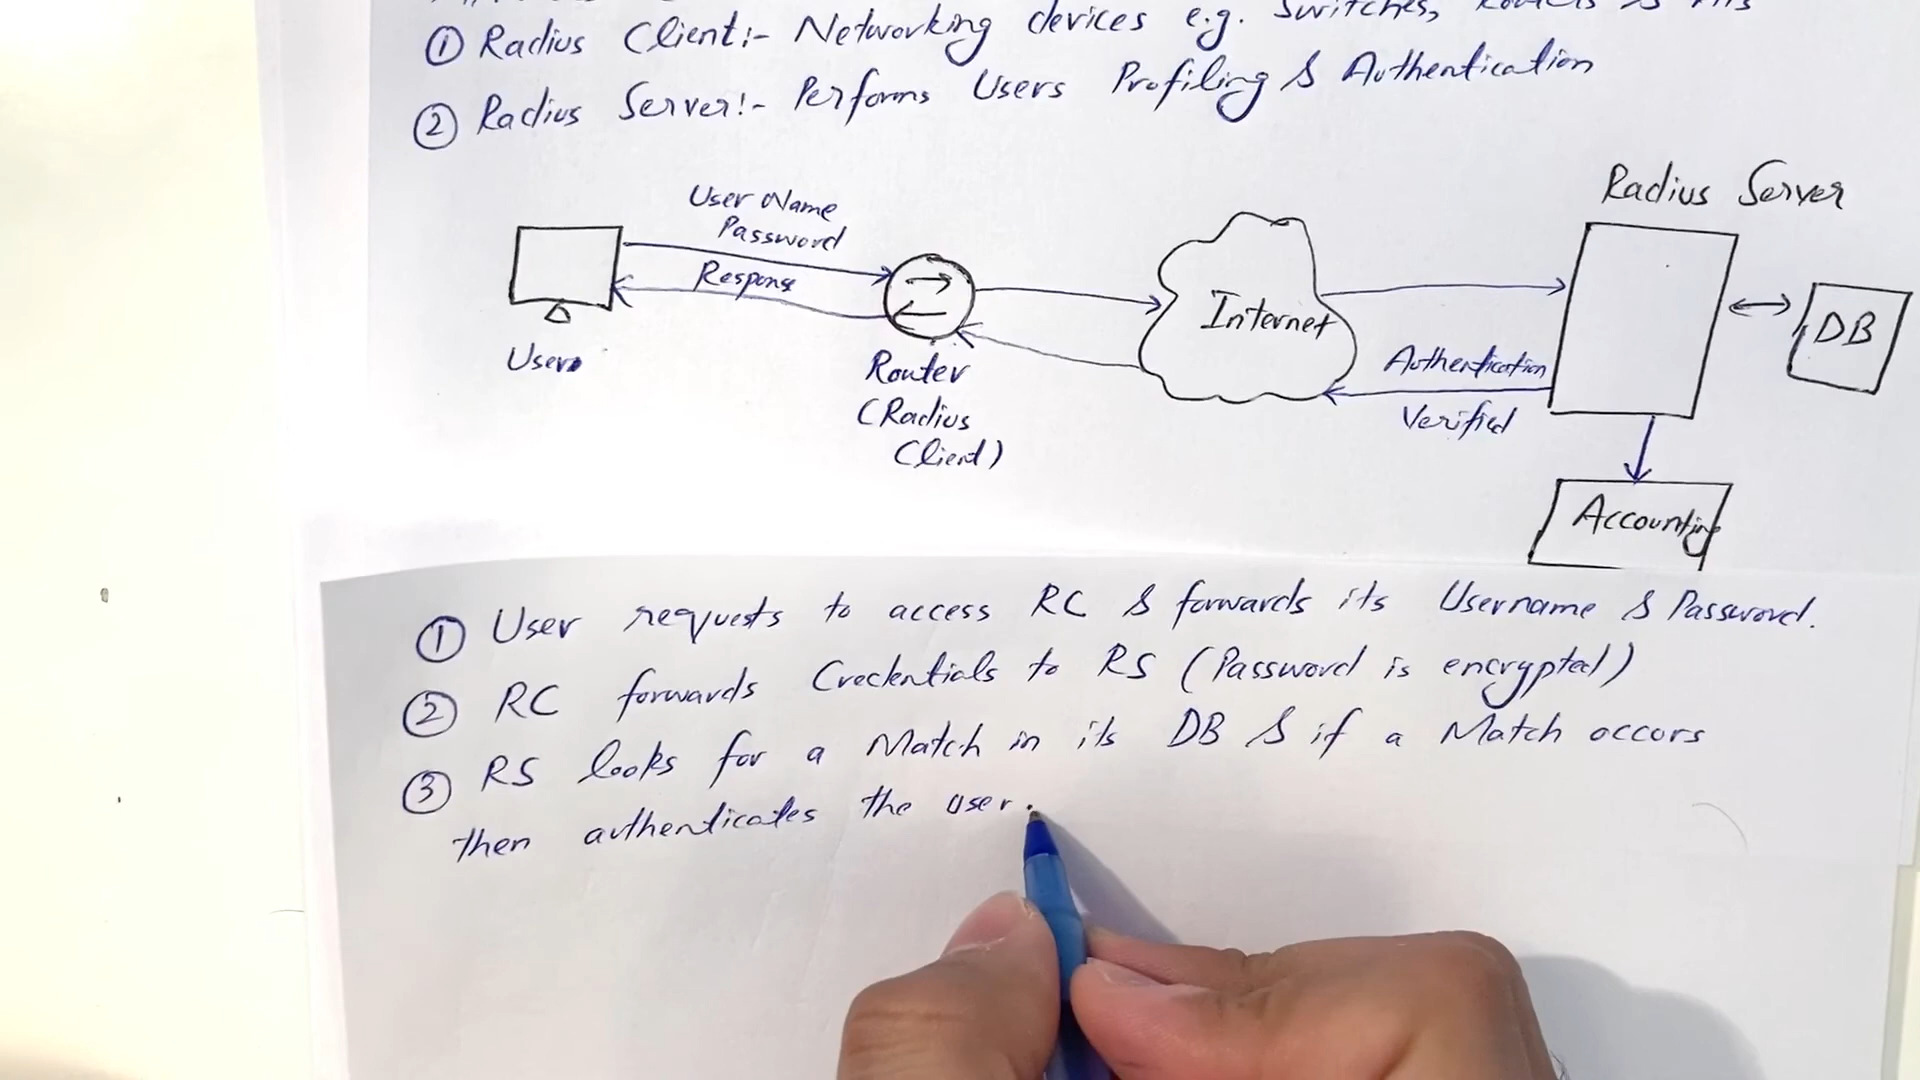 ① Radius Client:- Networking devices e.g. Switches,
② Radius Server:- Performs Users Profiling & Authentication
Radius Server
User Name
Password
Response
Internet
DB
User
Router
(Radius
Client)
Authentication
Verified
Accounting
① User requests to access RC & forwards its Username & Password.
② RC forwards Credentials to RS (Password is encrypted)
③ RS looks for a Match in its DB & if a Match occors
then authenticates the user.